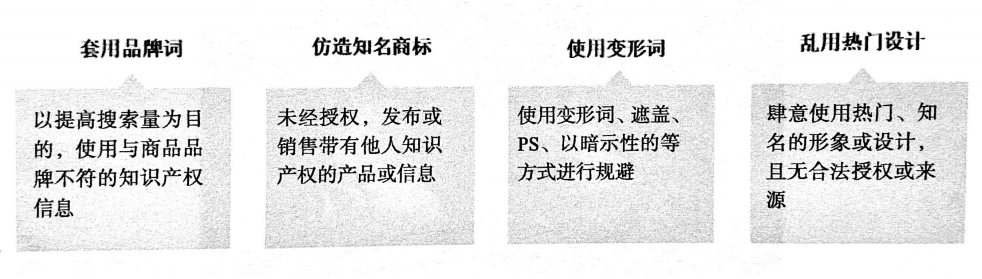 套用品牌词
以提高搜索量为目
的，使用与商品品
牌不符的知识产权
信息
仿造知名商标
未经授权，发布或
销售带有他人知识
产权的产品或信息
使用变形词
使用变形词、遮盖、
PS、以暗示性的等
方式进行规避
乱用热门设计
肆意使用热门、知
名的形象或设计，
且无合法授权或来
源